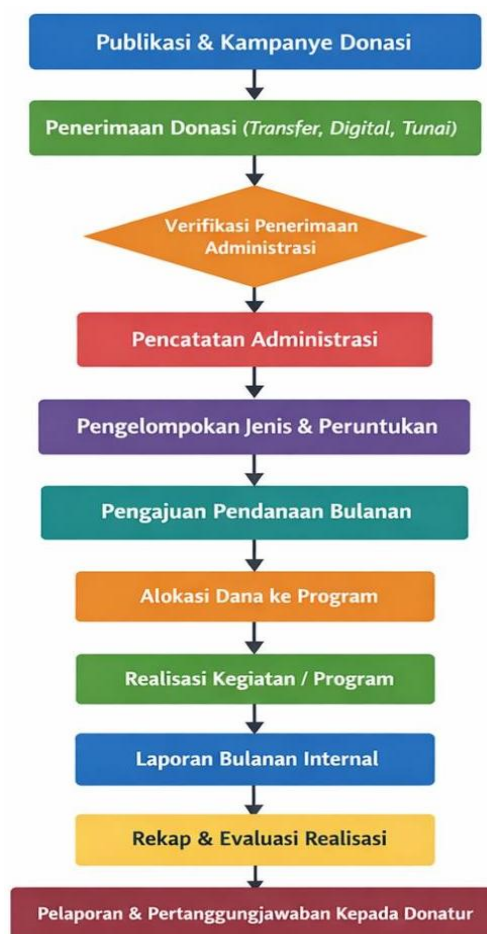 Publikasi & Kampanye Donasi
Penerimaan Donasi (Transfer, Digital, Tunai)
Verifikasi Penerimaan
Administrasi
Pencatatan Administrasi
Pengelompokan Jenis & Peruntukan
Pengajuan Pendanaan Bulanan
Alokasi Dana ke Program
Realisasi Kegiatan / Program
Laporan Bulanan Internal
Rekap & Evaluasi Realisasi
Pelaporan & Pertanggungjawaban Kepada Donatur